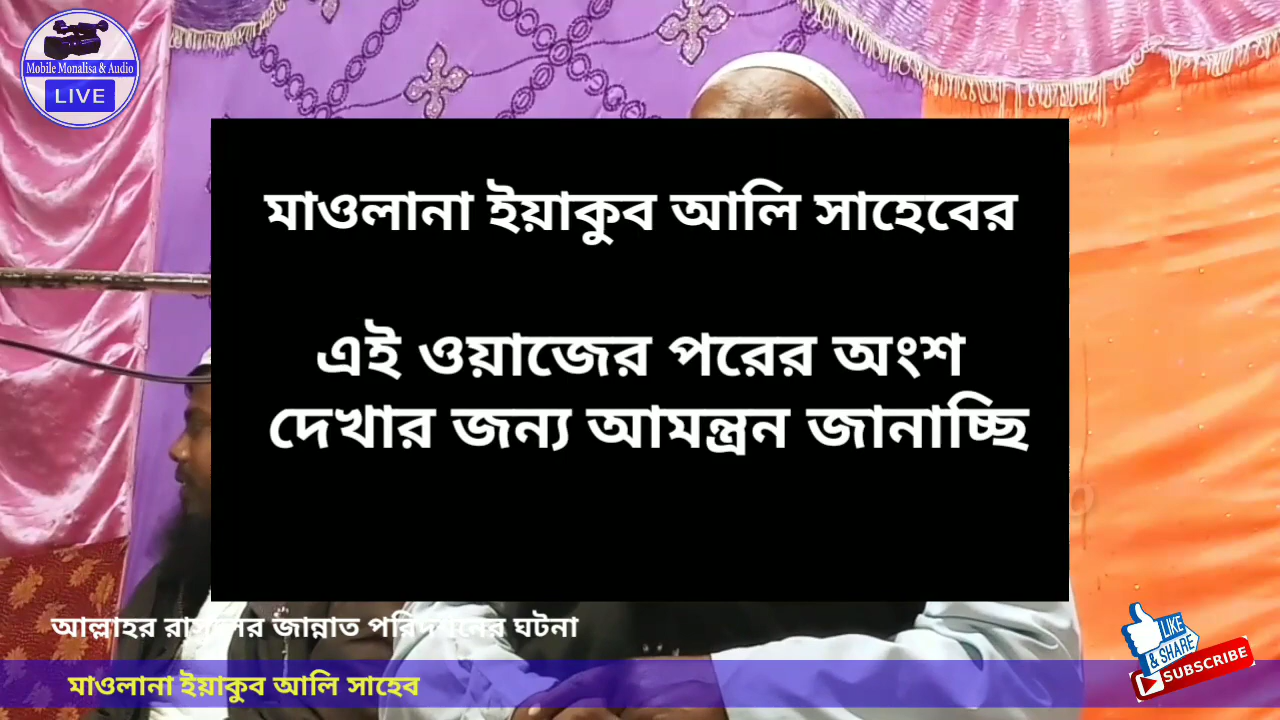 Mobile Monalisa & Audio
LIVE
মাওলানা ইয়াকুব আলি সাহেবের
এই ওয়াজের পরের অংশ
দেখার জন্য আমন্ত্রন জানাচ্ছি
আল্লাহর রাসুলের জান্নাত পরিদর্শনের ঘটনা
মাওলানা ইয়াকুব আলি সাহেব
LIKE
& SHARE
SUBSCRIBE